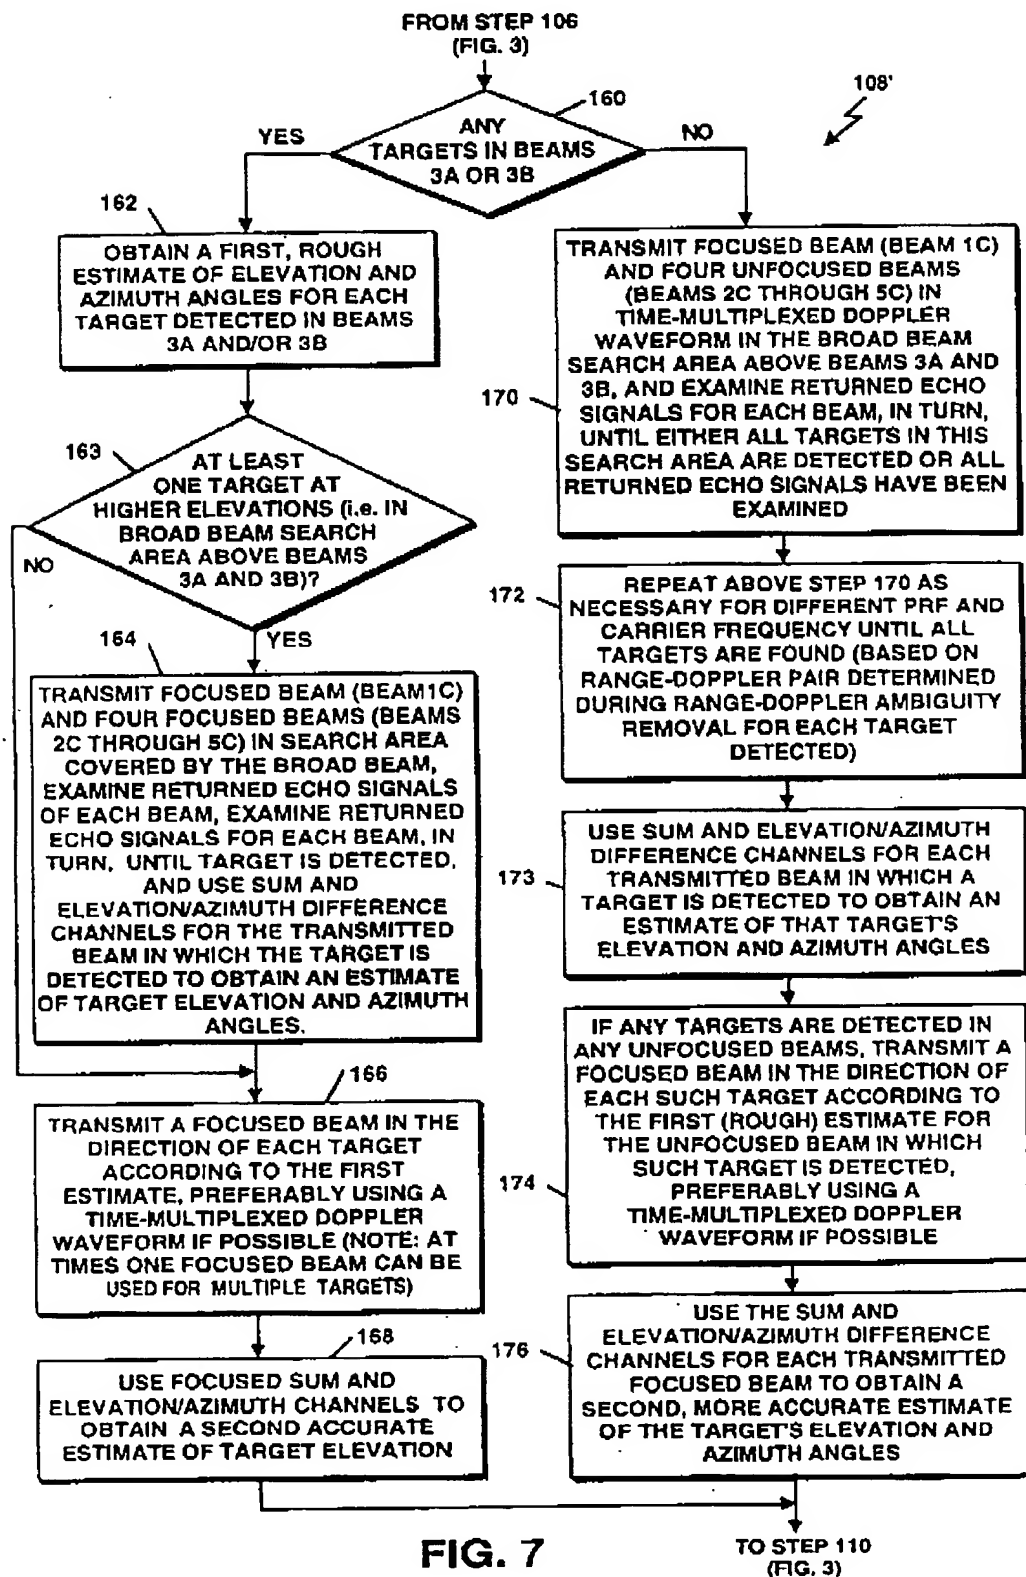 FROM STEP 106
(FIG. 3)
108'
160
YES
ANY
TARGETS IN BEAMS
3A OR 3B
NO
162
OBTAIN A FIRST, ROUGH
ESTIMATE OF ELEVATION AND
AZIMUTH ANGLES FOR EACH
TARGET DETECTED IN BEAMS
3A AND/OR 3B
163
AT LEAST
ONE TARGET AT
HIGHER ELEVATIONS (i.e. IN
BROAD BEAM SEARCH
AREA ABOVE BEAMS
3A AND 3B)?
NO
YES
164
TRANSMIT FOCUSED BEAM (BEAM1C)
AND FOUR FOCUSED BEAMS (BEAMS
2C THROUGH 5C) IN SEARCH AREA
COVERED BY THE BROAD BEAM,
EXAMINE RETURNED ECHO SIGNALS
OF EACH BEAM, EXAMINE RETURNED
ECHO SIGNALS FOR EACH BEAM, IN
TURN, UNTIL TARGET IS DETECTED,
AND USE SUM AND
ELEVATION/AZIMUTH DIFFERENCE
CHANNELS FOR THE TRANSMITTED
BEAM IN WHICH THE TARGET IS
DETECTED TO OBTAIN AN ESTIMATE
OF TARGET ELEVATION AND AZIMUTH
ANGLES.
166
TRANSMIT A FOCUSED BEAM IN THE
DIRECTION OF EACH TARGET
ACCORDING TO THE FIRST
ESTIMATE, PREFERABLY USING A
TIME-MULTIPLEXED DOPPLER
WAVEFORM IF POSSIBLE (NOTE: AT
TIMES ONE FOCUSED BEAM CAN BE
USED FOR MULTIPLE TARGETS)
168
USE FOCUSED SUM AND
ELEVATION/AZIMUTH CHANNELS TO
OBTAIN A SECOND ACCURATE
ESTIMATE OF TARGET ELEVATION
170
TRANSMIT FOCUSED BEAM (BEAM 1C)
AND FOUR UNFOCUSED BEAMS
(BEAMS 2C THROUGH 5C) IN
TIME-MULTIPLEXED DOPPLER
WAVEFORM IN THE BROAD BEAM
SEARCH AREA ABOVE BEAMS 3A AND
3B, AND EXAMINE RETURNED ECHO
SIGNALS FOR EACH BEAM, IN TURN,
UNTIL EITHER ALL TARGETS IN THIS
SEARCH AREA ARE DETECTED OR ALL
RETURNED ECHO SIGNALS HAVE BEEN
EXAMINED
172
REPEAT ABOVE STEP 170 AS
NECESSARY FOR DIFFERENT PRF AND
CARRIER FREQUENCY UNTIL ALL
TARGETS ARE FOUND (BASED ON
RANGE-DOPPLER PAIR DETERMINED
DURING RANGE-DOPPLER AMBIGUITY
REMOVAL FOR EACH TARGET
DETECTED)
173
USE SUM AND ELEVATION/AZIMUTH
DIFFERENCE CHANNELS FOR EACH
TRANSMITTED BEAM IN WHICH A
TARGET IS DETECTED TO OBTAIN AN
ESTIMATE OF THAT TARGET'S
ELEVATION AND AZIMUTH ANGLES
174
IF ANY TARGETS ARE DETECTED IN
ANY UNFOCUSED BEAMS, TRANSMIT A
FOCUSED BEAM IN THE DIRECTION OF
EACH SUCH TARGET ACCORDING TO
THE FIRST (ROUGH) ESTIMATE FOR
THE UNFOCUSED BEAM IN WHICH
SUCH TARGET IS DETECTED,
PREFERABLY USING A
TIME-MULTIPLEXED DOPPLER
WAVEFORM IF POSSIBLE
176
USE THE SUM AND
ELEVATION/AZIMUTH DIFFERENCE
CHANNELS FOR EACH TRANSMITTED
FOCUSED BEAM TO OBTAIN A
SECOND, MORE ACCURATE ESTIMATE
OF THE TARGET'S ELEVATION AND
AZIMUTH ANGLES
FIG. 7
TO STEP 110
(FIG. 3)